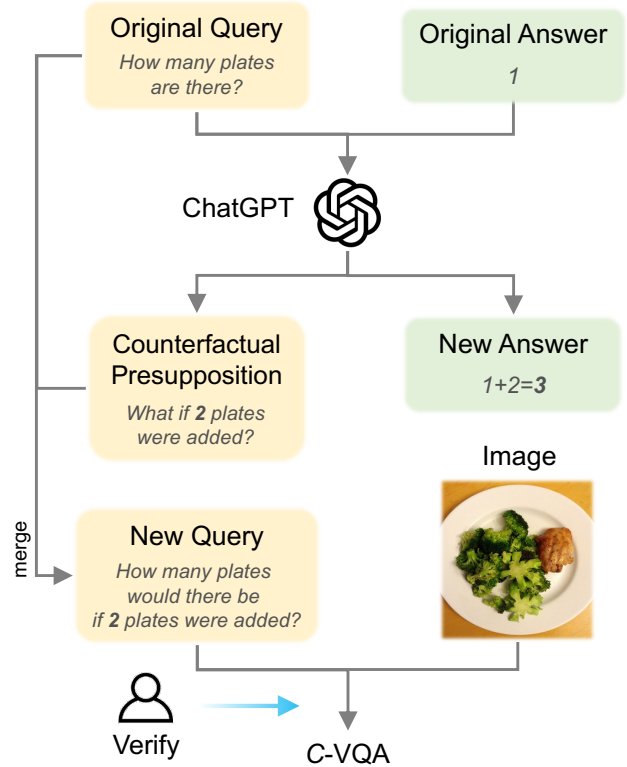 Original Query
How many plates
are there?
Original Answer
1
ChatGPT
Counterfactual
Presupposition
What if 2 plates
were added?
New Answer
1+2=3
Image
merge
New Query
How many plates
would there be
if 2 plates were added?
Verify
C-VQA